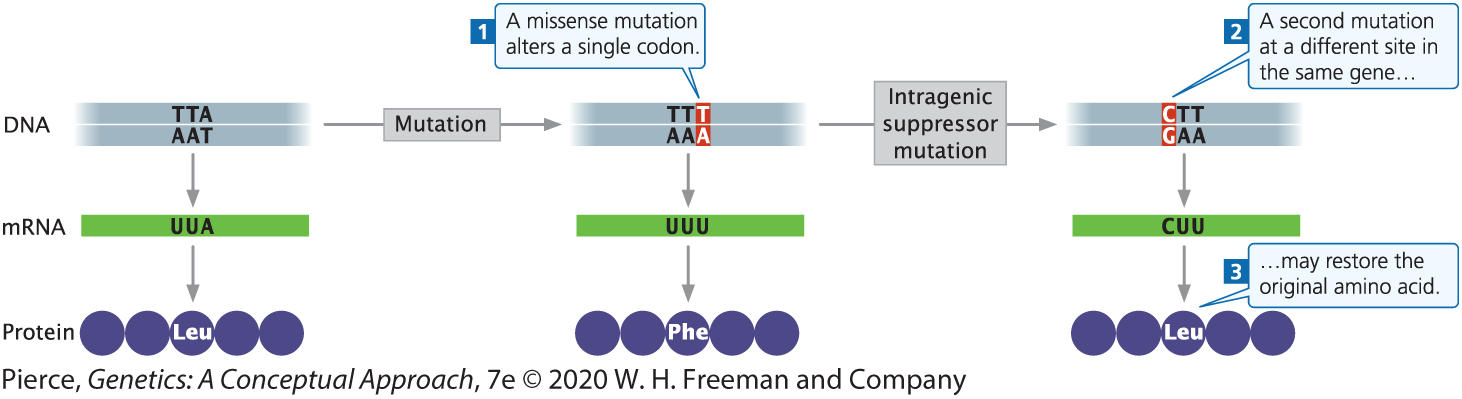 1
A missense mutation
alters a single codon.
2
A second mutation
at a different site in
the same gene…
DNA
TTA
AAT
Mutation
TTT
AAA
Intragenic
suppressor
mutation
CTT
GAA
mRNA
UUA
UUU
CUU
3
…may restore the
original amino acid.
Protein
Leu
Phe
Leu
Pierce, Genetics: A Conceptual Approach, 7e © 2020 W. H. Freeman and Company